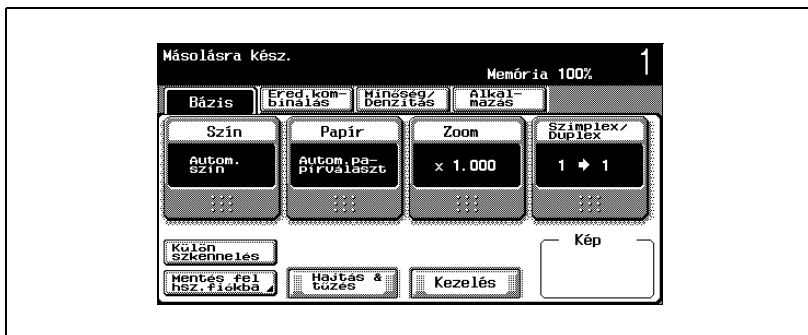 Másolásra kész.
Memória 100% 1
Bázis
Ered.kom-
binálás
Minőség/
Denzitás
Alkal-
mazás
Szín
Papír
Zoom
Szimplex/
Duplex
Autom.
szín
Autom.pa-
pírválaszt
x 1.000
1 → 1
Külön
szkennelés
Kép
Mentés fel
hsz.fiókba
Hajtás &
tűzés
Kezelés